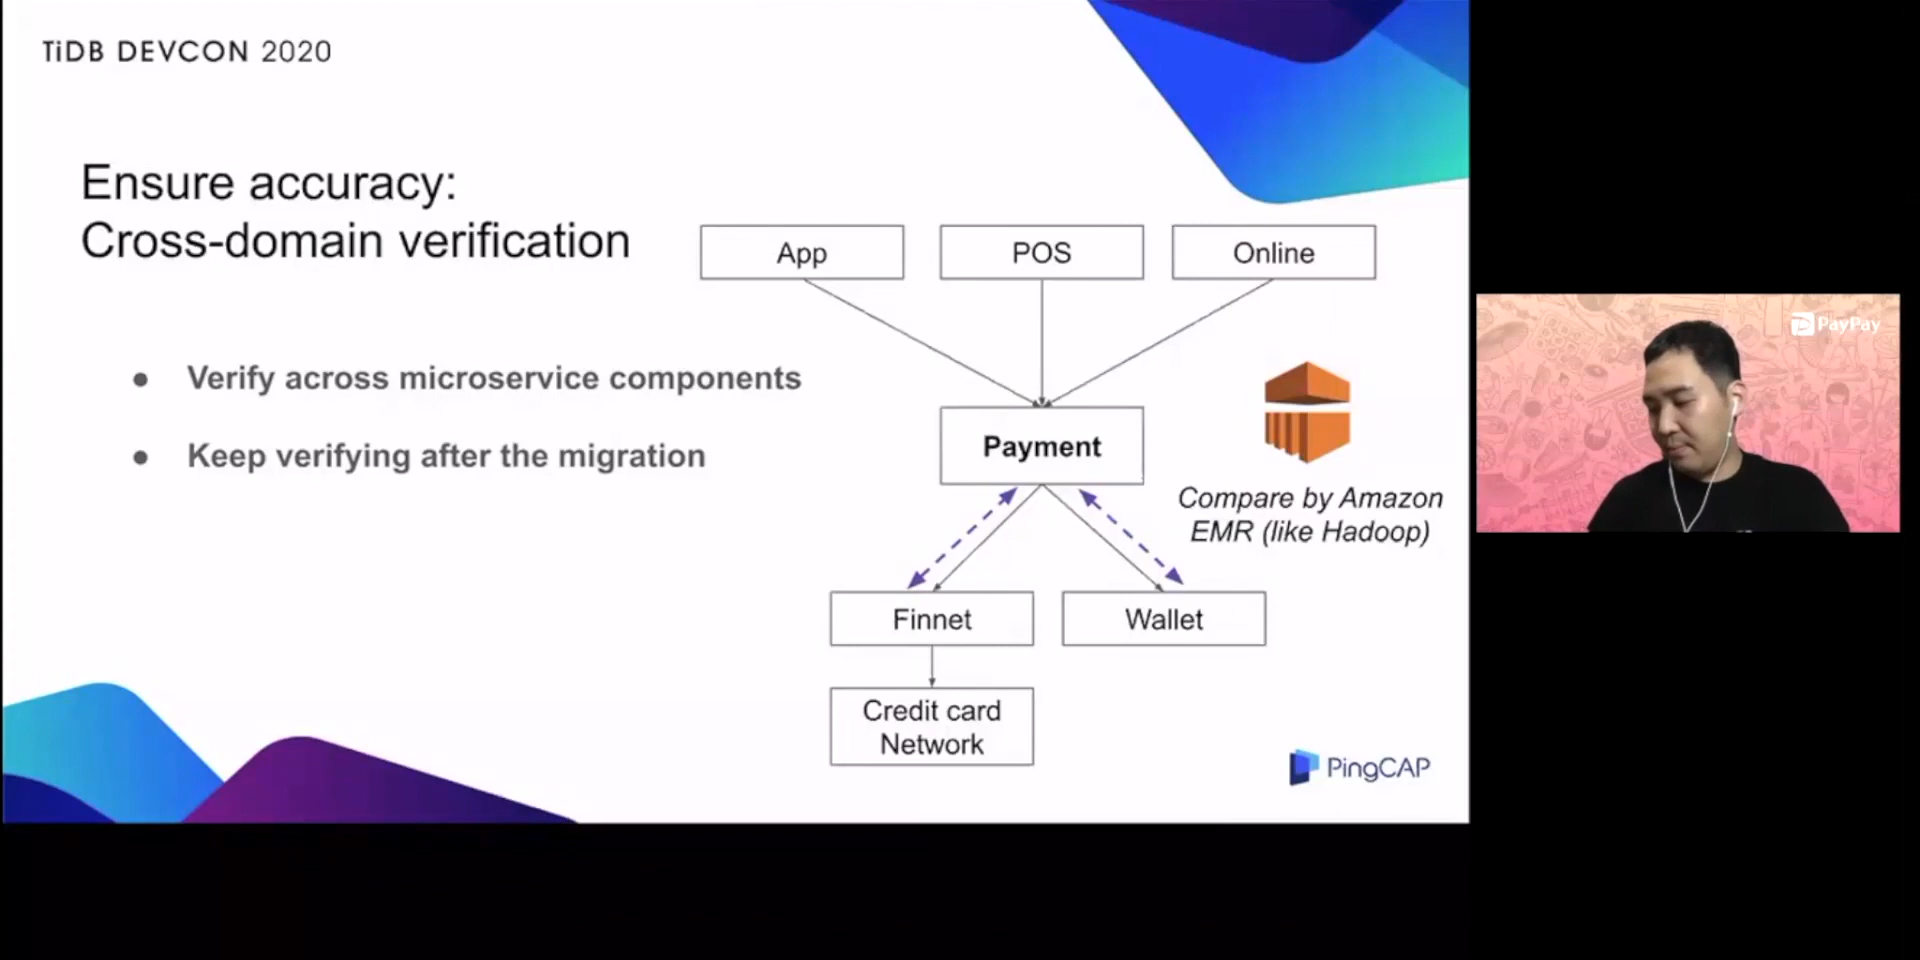 TiDB DEVCON 2020
Ensure accuracy:
Cross-domain verification
● Verify across microservice components
● Keep verifying after the migration
App
POS
Online
Payment
Compare by Amazon
EMR (like Hadoop)
Finnet
Wallet
Credit card
Network
PingCAP
PayPay